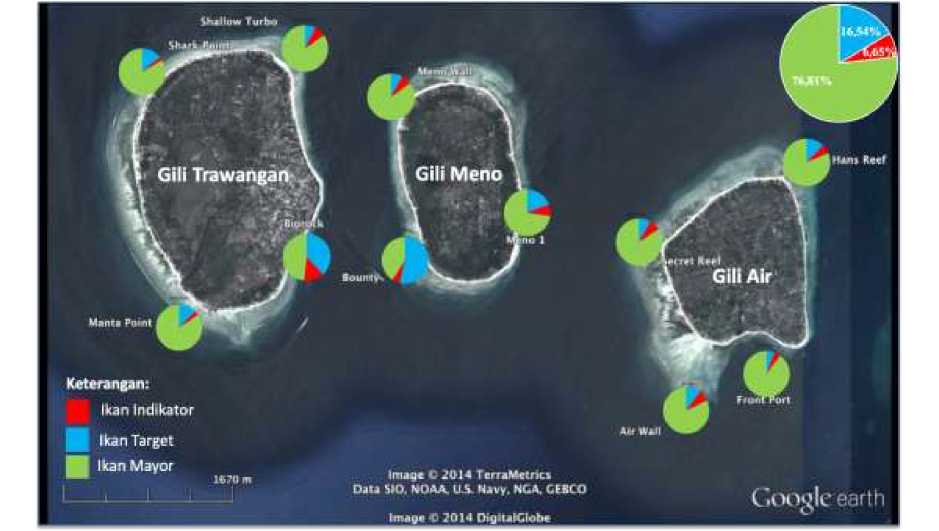 Shallow Turbo
Shark Point
Meno Wall
16,54%
6,65%
76,81%
Hans Reef
Gili Trawangan
Gili Meno
Biorock
Meno 1
Secret Reef
Bounty
Gili Air
Manta Point
Keterangan:
Ikan Indikator
Ikan Target
Ikan Mayor
Front Port
Air Wall
1670 m
Image © 2014 TerraMetrics
Data SIO, NOAA, U.S. Navy, NGA, GEBCO
Image © 2014 DigitalGlobe
Google earth